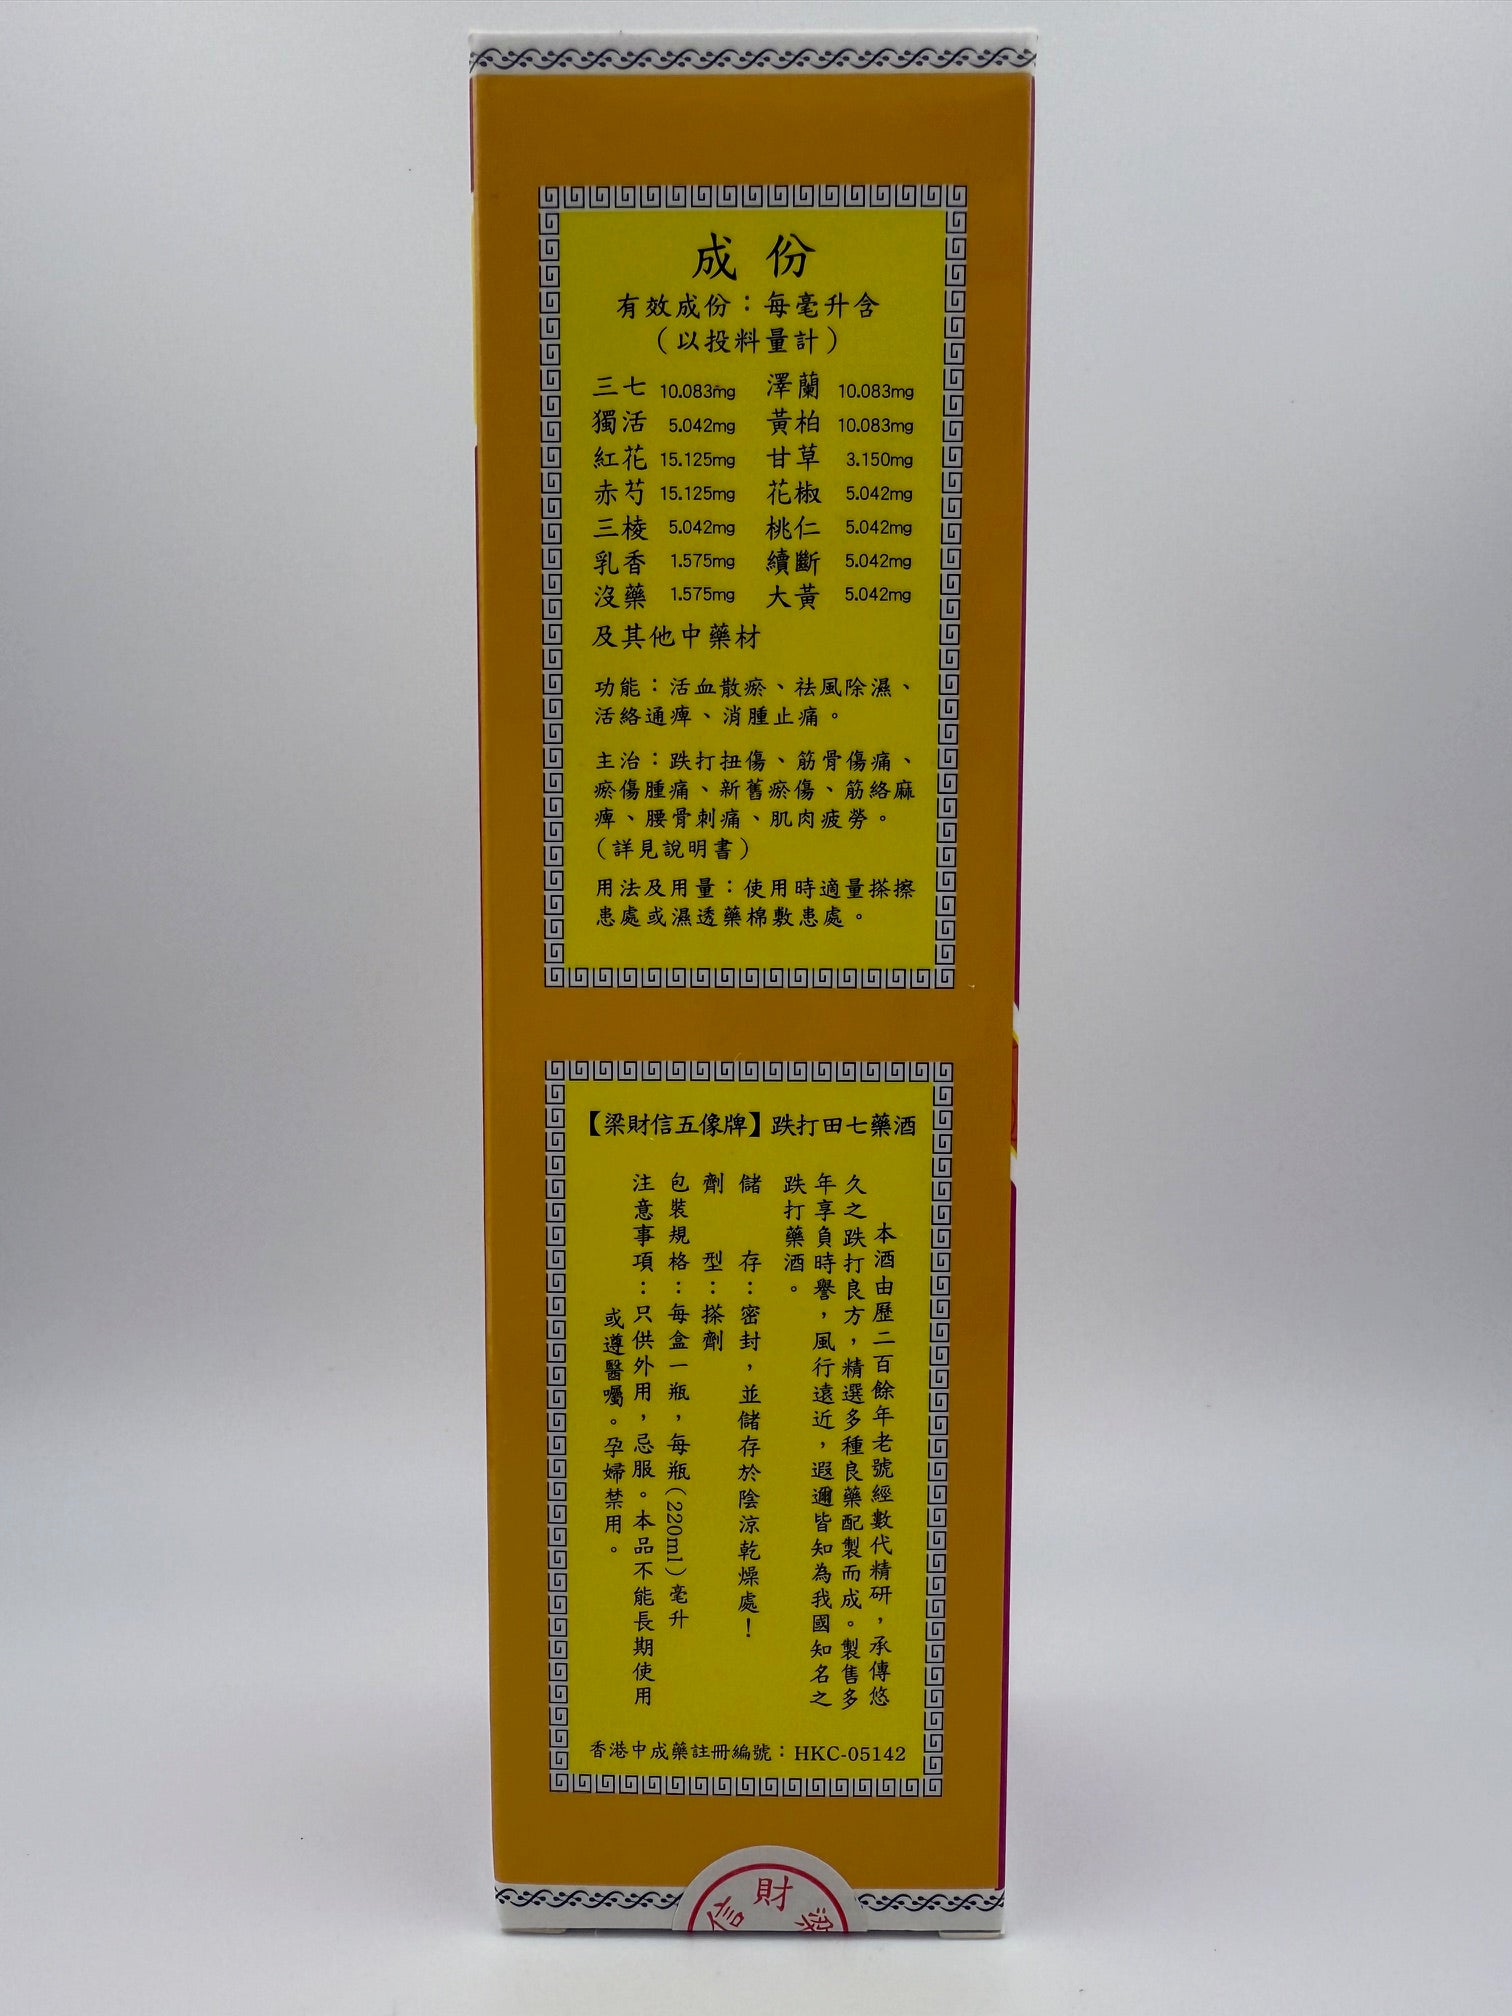 成份
有效成份：每毫升含
（以投料量計）
三七 10.083mg 澤蘭 10.083mg
獨活 5.042mg 黃柏 10.083mg
紅花 15.125mg 甘草 3.150mg
赤芍 15.125mg 花椒 5.042mg
三棱 5.042mg 桃仁 5.042mg
乳香 1.575mg 續斷 5.042mg
沒藥 1.575mg 大黃 5.042mg
及其他中藥材
功能：活血散瘀、祛風除濕、
活絡通痺、消腫止痛。
主治：跌打扭傷、筋骨傷痛、
瘀傷腫痛、新舊瘀傷、筋絡麻
痺、腰骨刺痛、肌肉疲勞。
（詳見說明書）
用法及用量：使用時適量搽擦
患處或濕透藥棉敷患處。
【梁財信五像牌】跌打田七藥酒
本酒由歷二百餘年老號經數代精研，承傳悠
久之跌打良方，精選多種良藥配製而成。製售多
年享負時譽，風行遠近，遐邇皆知為我國知名之
跌打藥酒。
儲存：密封，並儲存於陰涼乾燥處！
劑型：搽劑
包裝規格：每盒一瓶，每瓶（220ml）毫升
注意事項：只供外用，忌服。本品不能長期使用
或遵醫囑。孕婦禁用。
香港中成藥註冊編號：HKC-05142
梁財信